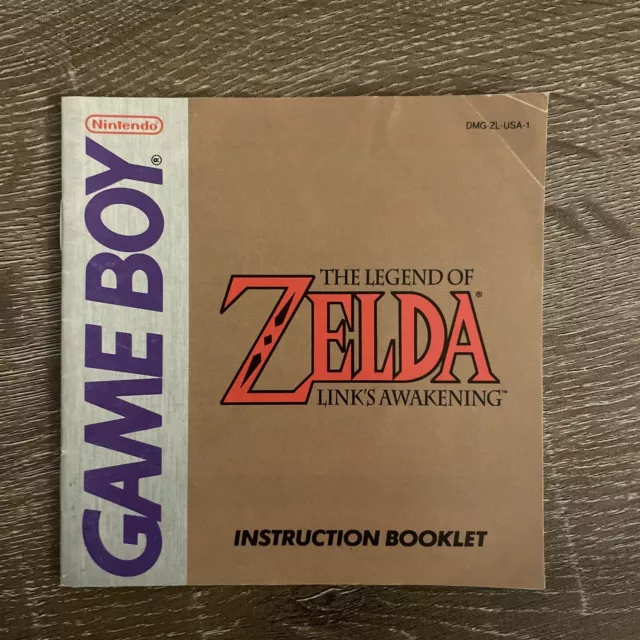 Nintendo
GAME BOY®
DMG-ZL-USA-1
THE LEGEND OF
ZELDA®
LINK'S AWAKENING™
INSTRUCTION BOOKLET